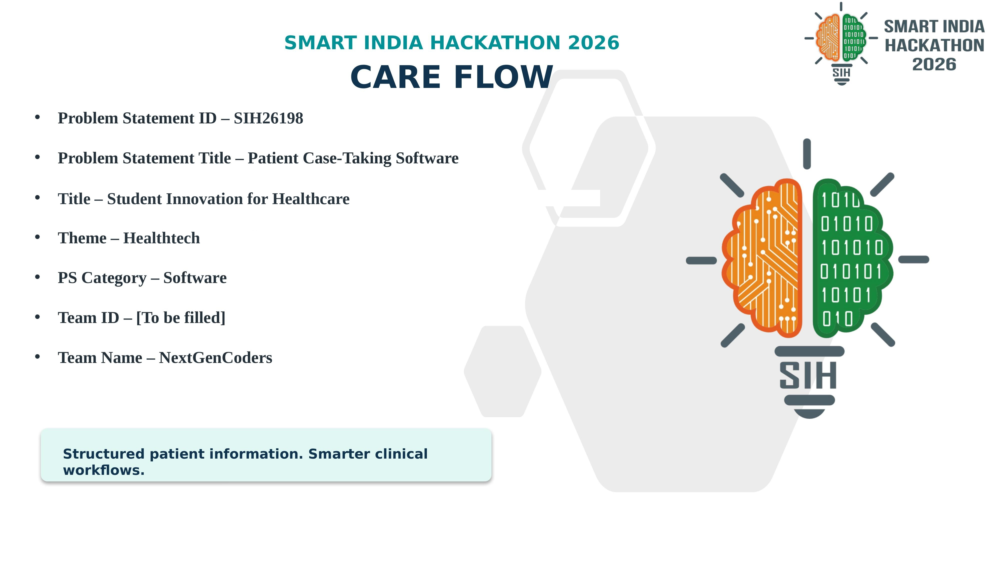 SMART INDIA HACKATHON 2026
CARE FLOW
SMART INDIA
HACKATHON
2026
SIH
• Problem Statement ID – SIH26198
• Problem Statement Title – Patient Case-Taking Software
• Title – Student Innovation for Healthcare
• Theme – Healthtech
• PS Category – Software
• Team ID – [To be filled]
• Team Name – NextGenCoders
1010
01010
101010
010101
10101
010
SIH
Structured patient information. Smarter clinical
workflows.